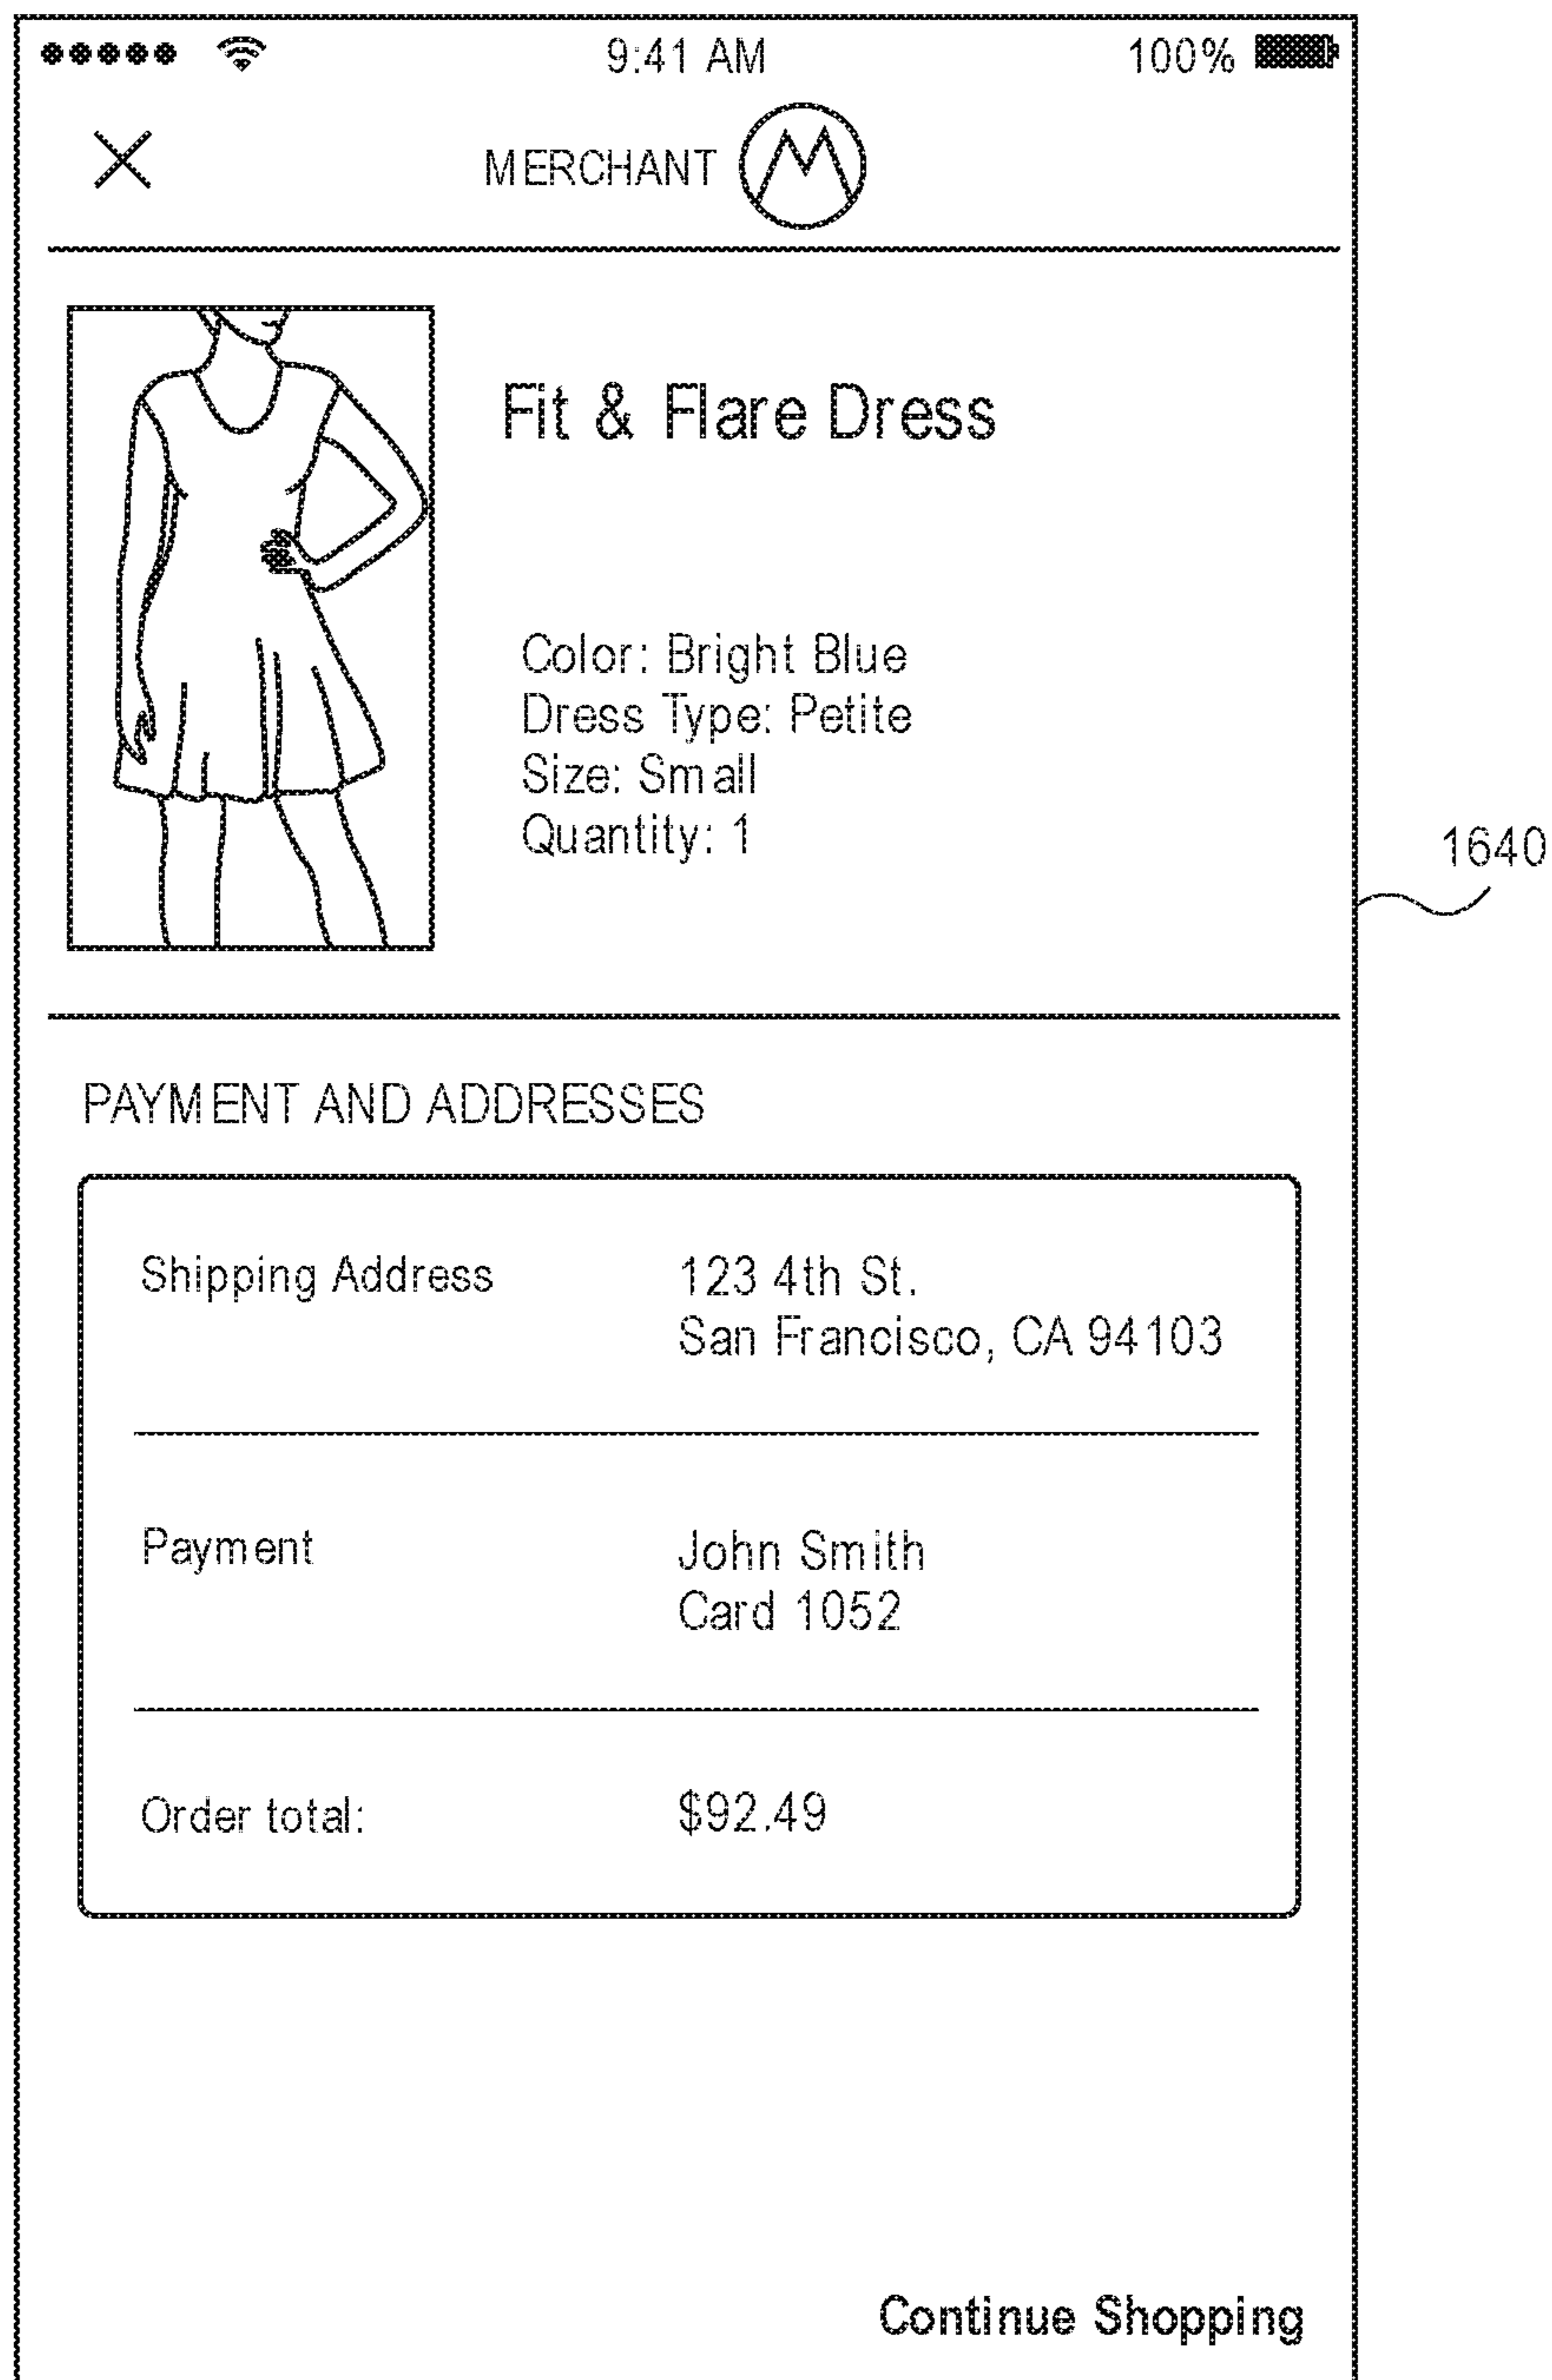 9:41 AM 100%
MERCHANT
Fit & Flare Dress
Color: Bright Blue
Dress Type: Petite
Size: Small
Quantity: 1
1640
PAYMENT AND ADDRESSES
Shipping Address 123 4th St.
San Francisco, CA 94103
Payment John Smith
Card 1052
Order total: $92.49
Continue Shopping